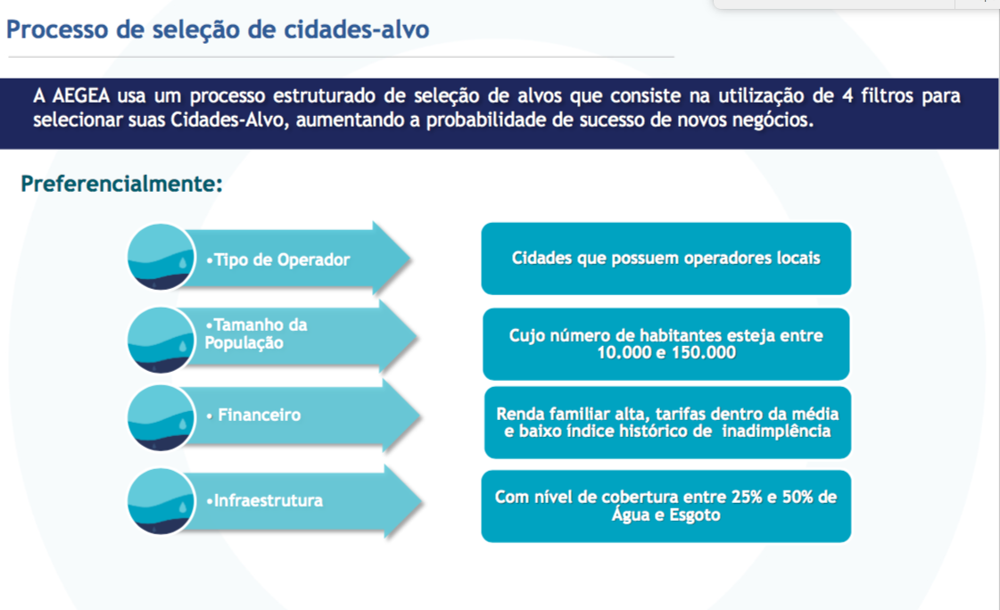 Processo de seleção de cidades-alvo
A AEGEA usa um processo estruturado de seleção de alvos que consiste na utilização de 4 filtros para
selecionar suas Cidades-Alvo, aumentando a probabilidade de sucesso de novos negócios.
Preferencialmente:
•Tipo de Operador
Cidades que possuem operadores locais
•Tamanho da
População
Cujo número de habitantes esteja entre
10.000 e 150.000
• Financeiro
Renda familiar alta, tarifas dentro da média
e baixo índice histórico de inadimplência
•Infraestrutura
Com nível de cobertura entre 25% e 50% de
Água e Esgoto